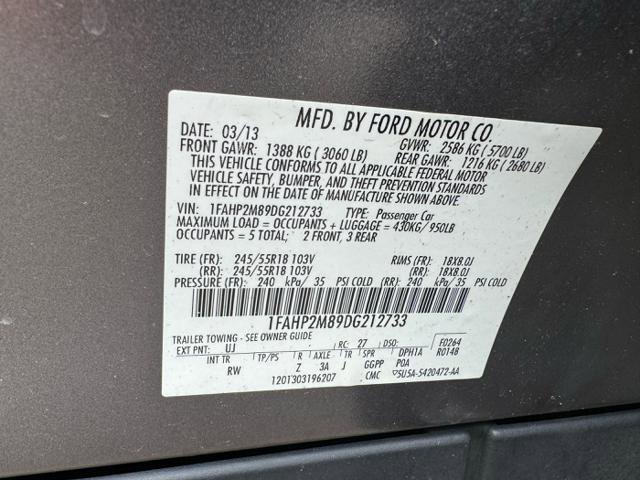 MFD. BY FORD MOTOR CO.
DATE: 03/13 GVWR: 2586 KG ( 5700 LB)
FRONT GAWR: 1388 KG ( 3060 LB) REAR GAWR: 1216 KG ( 2680 LB)
THIS VEHICLE CONFORMS TO ALL APPLICABLE FEDERAL MOTOR
VEHICLE SAFETY, BUMPER, AND THEFT PREVENTION STANDARDS
IN EFFECT ON THE DATE OF MANUFACTURE SHOWN ABOVE.
VIN: 1FAHP2M89DG212733 TYPE: Passenger Car
MAXIMUM LOAD = OCCUPANTS + LUGGAGE = 430KG/ 950LB
OCCUPANTS = 5 TOTAL; 2 FRONT, 3 REAR
TIRE (FR): 245/55R18 103V RIMS (FR): 18X8.0J
(RR): 245/55R18 103V (RR): 18X8.0J
PRESSURE (FR): 240 kPa/ 35 PSI COLD (RR): 240 kPa/ 35 PSI COLD
1FAHP2M89DG212733
TRAILER TOWING - SEE OWNER GUIDE
EXT PNT: UJ RC: 27 DSO: F0264
INT TR TP/PS R AXLE TR SPR DPH1A R0148
RW Z 3A J GGPP P0A
1201303196207 CMC 5U5A-5420472-AA